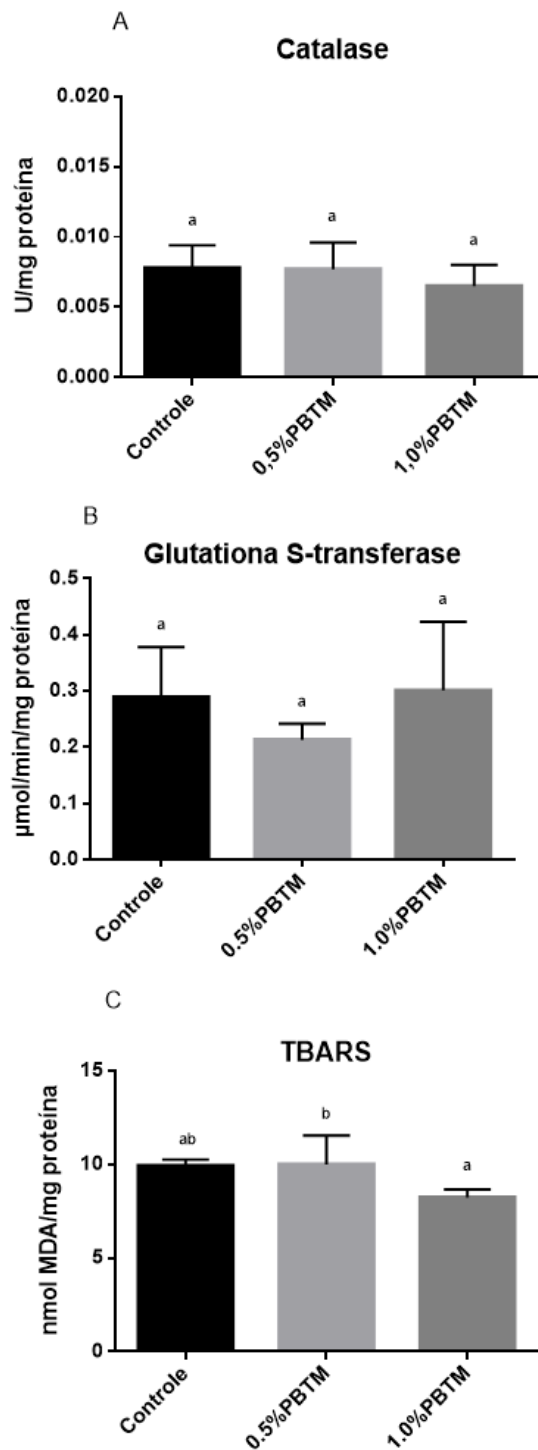 A
Catalase
U/mg proteína
0.020
0.015
0.010
0.005
0.000
a
a
a
Controle
0,5%PBTM
1,0%PBTM
B
Glutationa S-transferase
µmol/min/mg proteína
0.5
0.4
0.3
0.2
0.1
0.0
a
a
a
Controle
0.5%PBTM
1.0%PBTM
C
TBARS
nmol MDA/mg proteína
15
10
5
0
ab
b
a
Controle
0.5%PBTM
1.0%PBTM